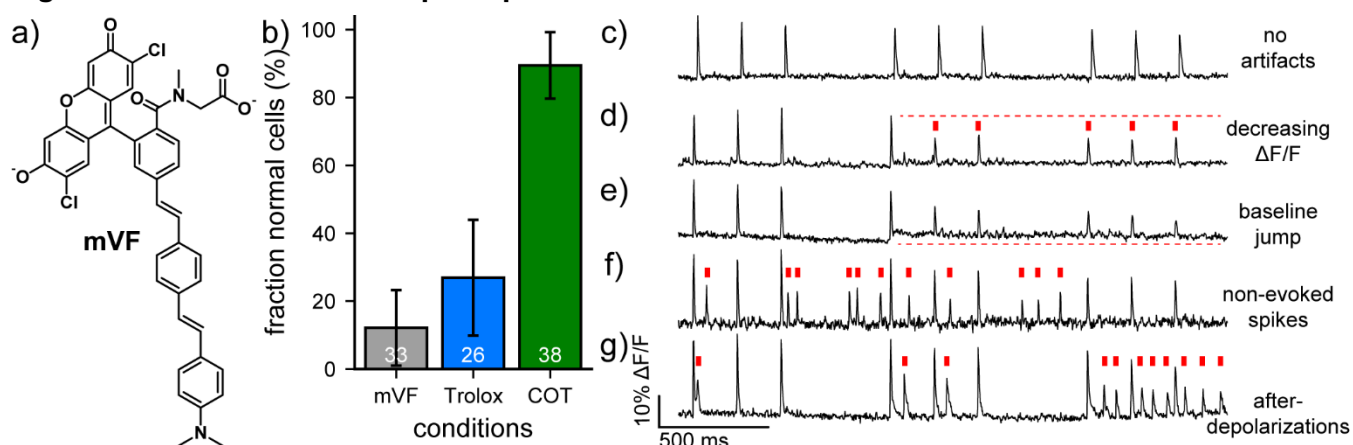 a)
O
Cl
O
N
O
O
O-
-O
Cl
mVF
N
b)
fraction normal cells (%)
100
80
60
40
20
0
33
26
38
mVF Trolox COT
conditions
c)
no
artifacts
d)
decreasing
ΔF/F
e)
baseline
jump
f)
non-evoked
spikes
g)
after-
depolarizations
10% ΔF/F
500 ms